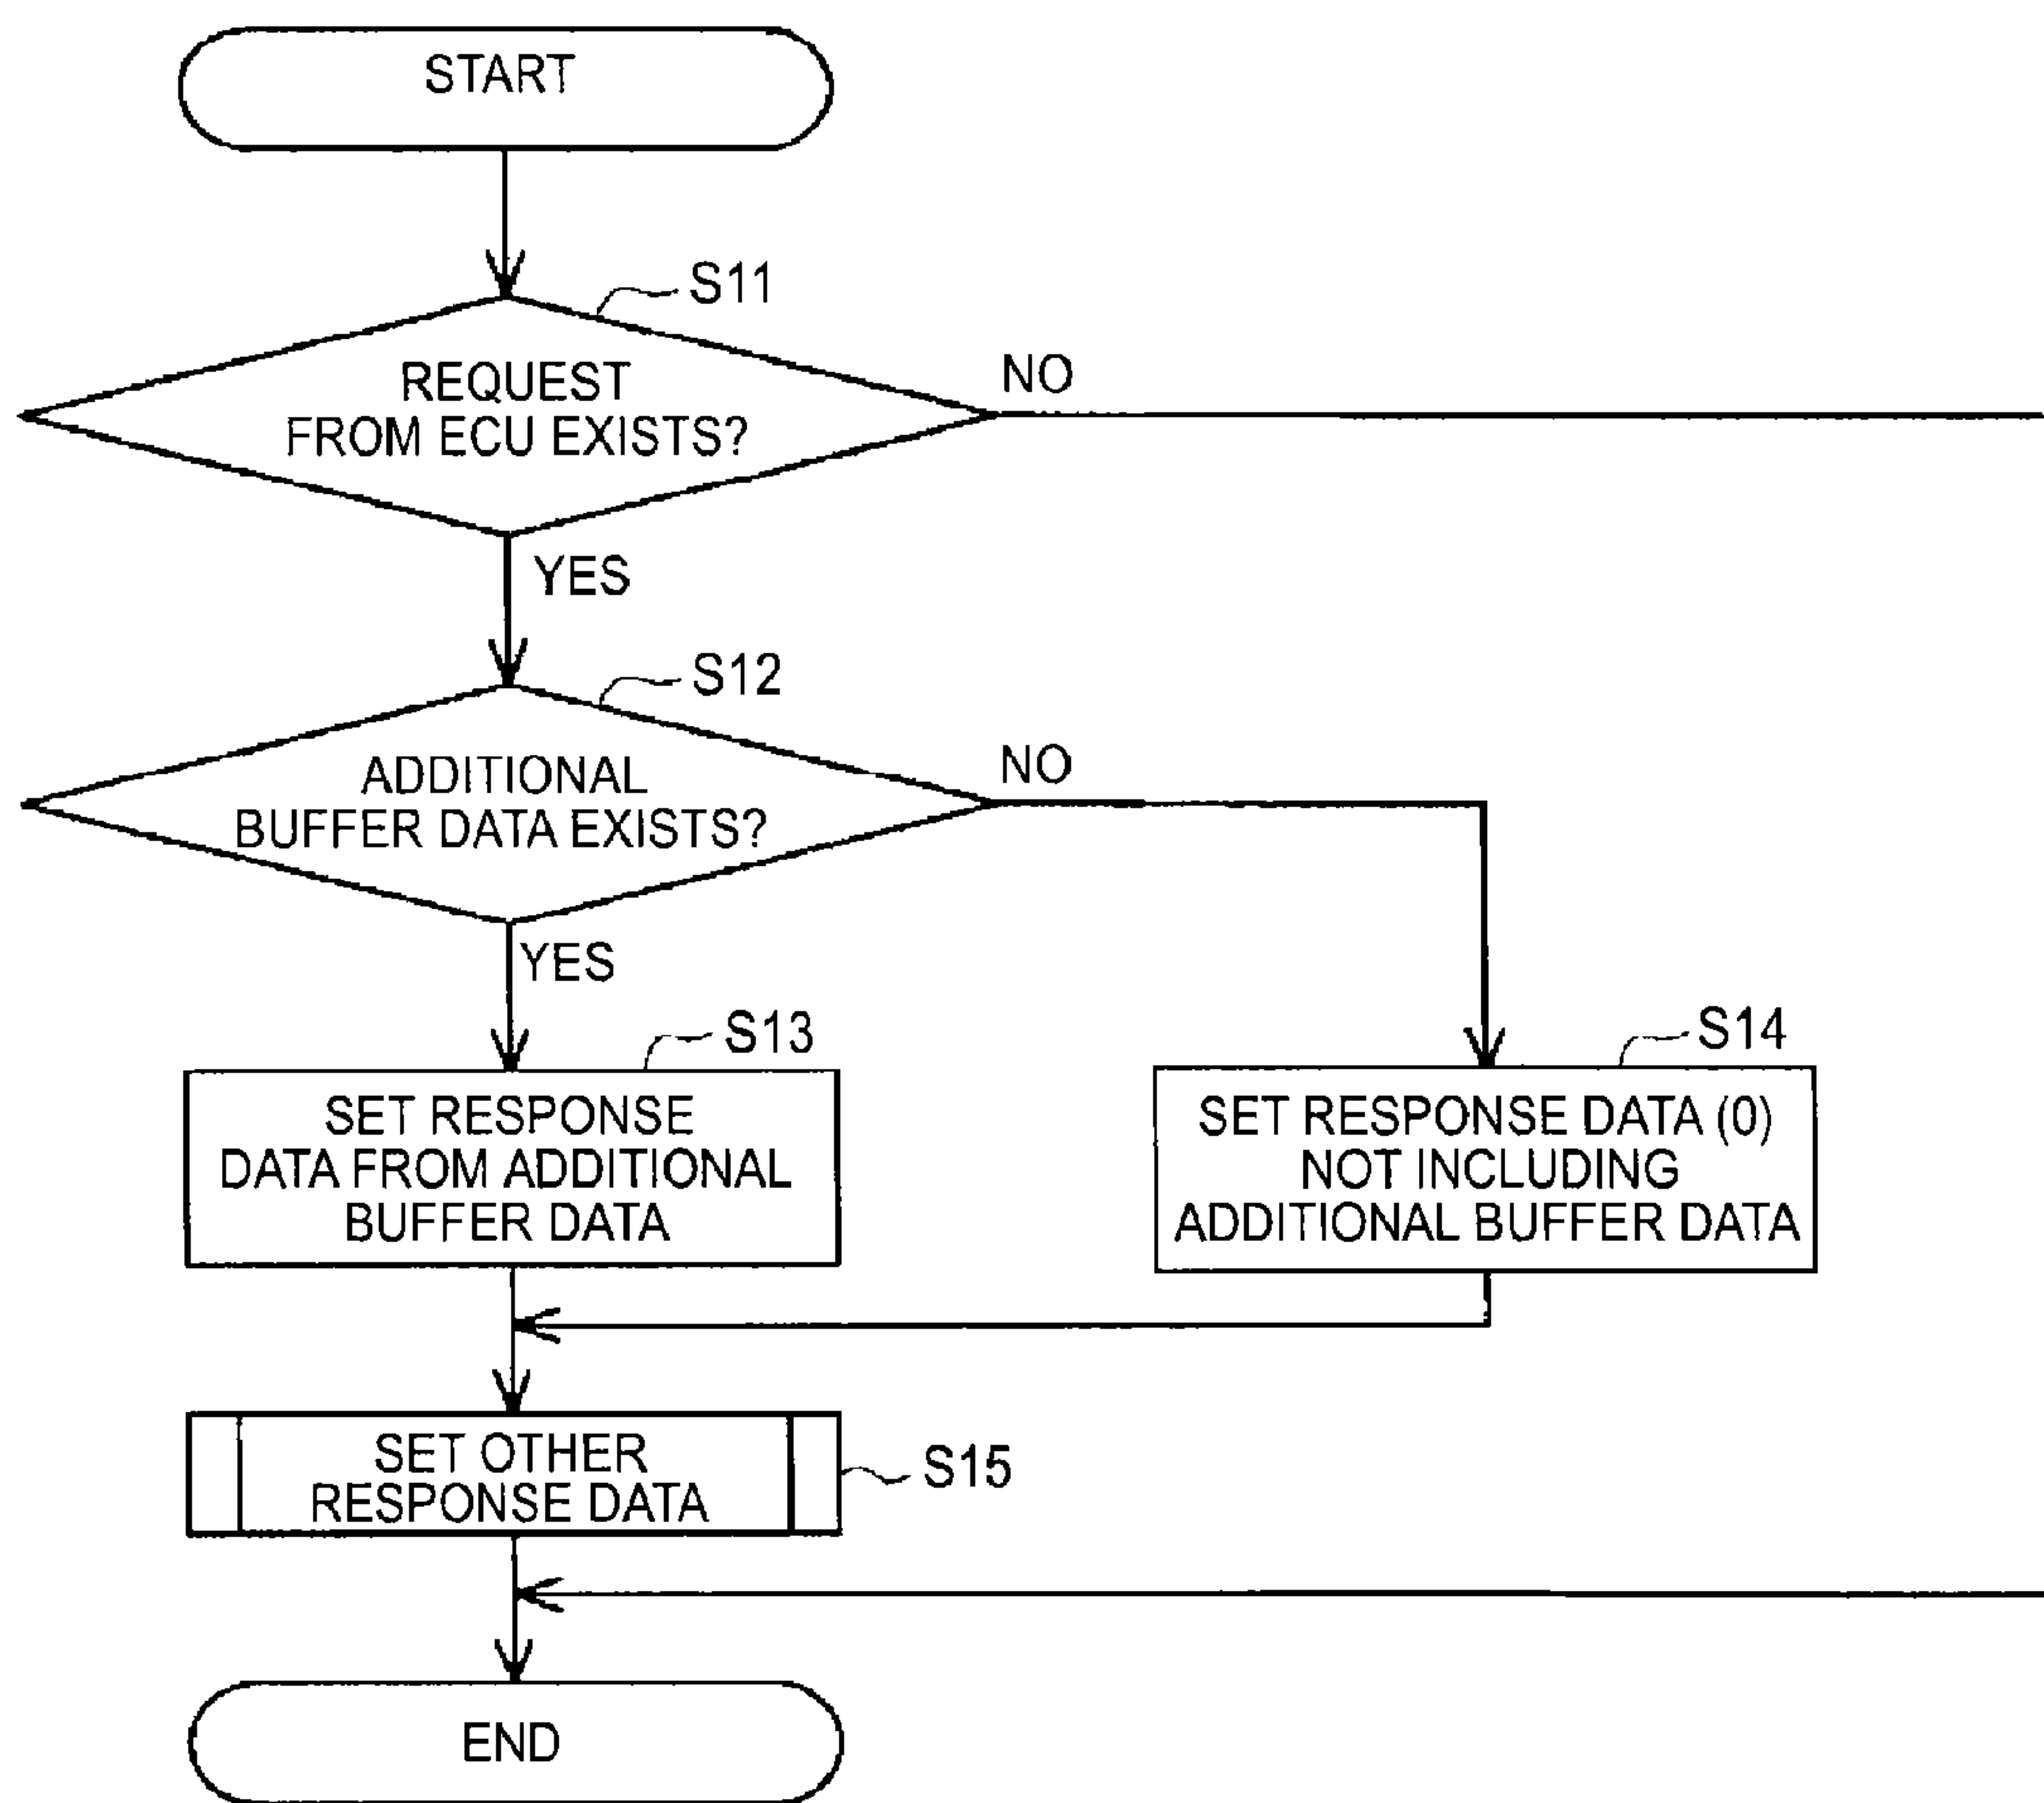 START
S11
REQUEST
FROM ECU EXISTS?
NO
YES
S12
ADDITIONAL
BUFFER DATA EXISTS?
NO
YES
S13
SET RESPONSE
DATA FROM ADDITIONAL
BUFFER DATA
S14
SET RESPONSE DATA (0)
NOT INCLUDING
ADDITIONAL BUFFER DATA
SET OTHER
RESPONSE DATA
S15
END